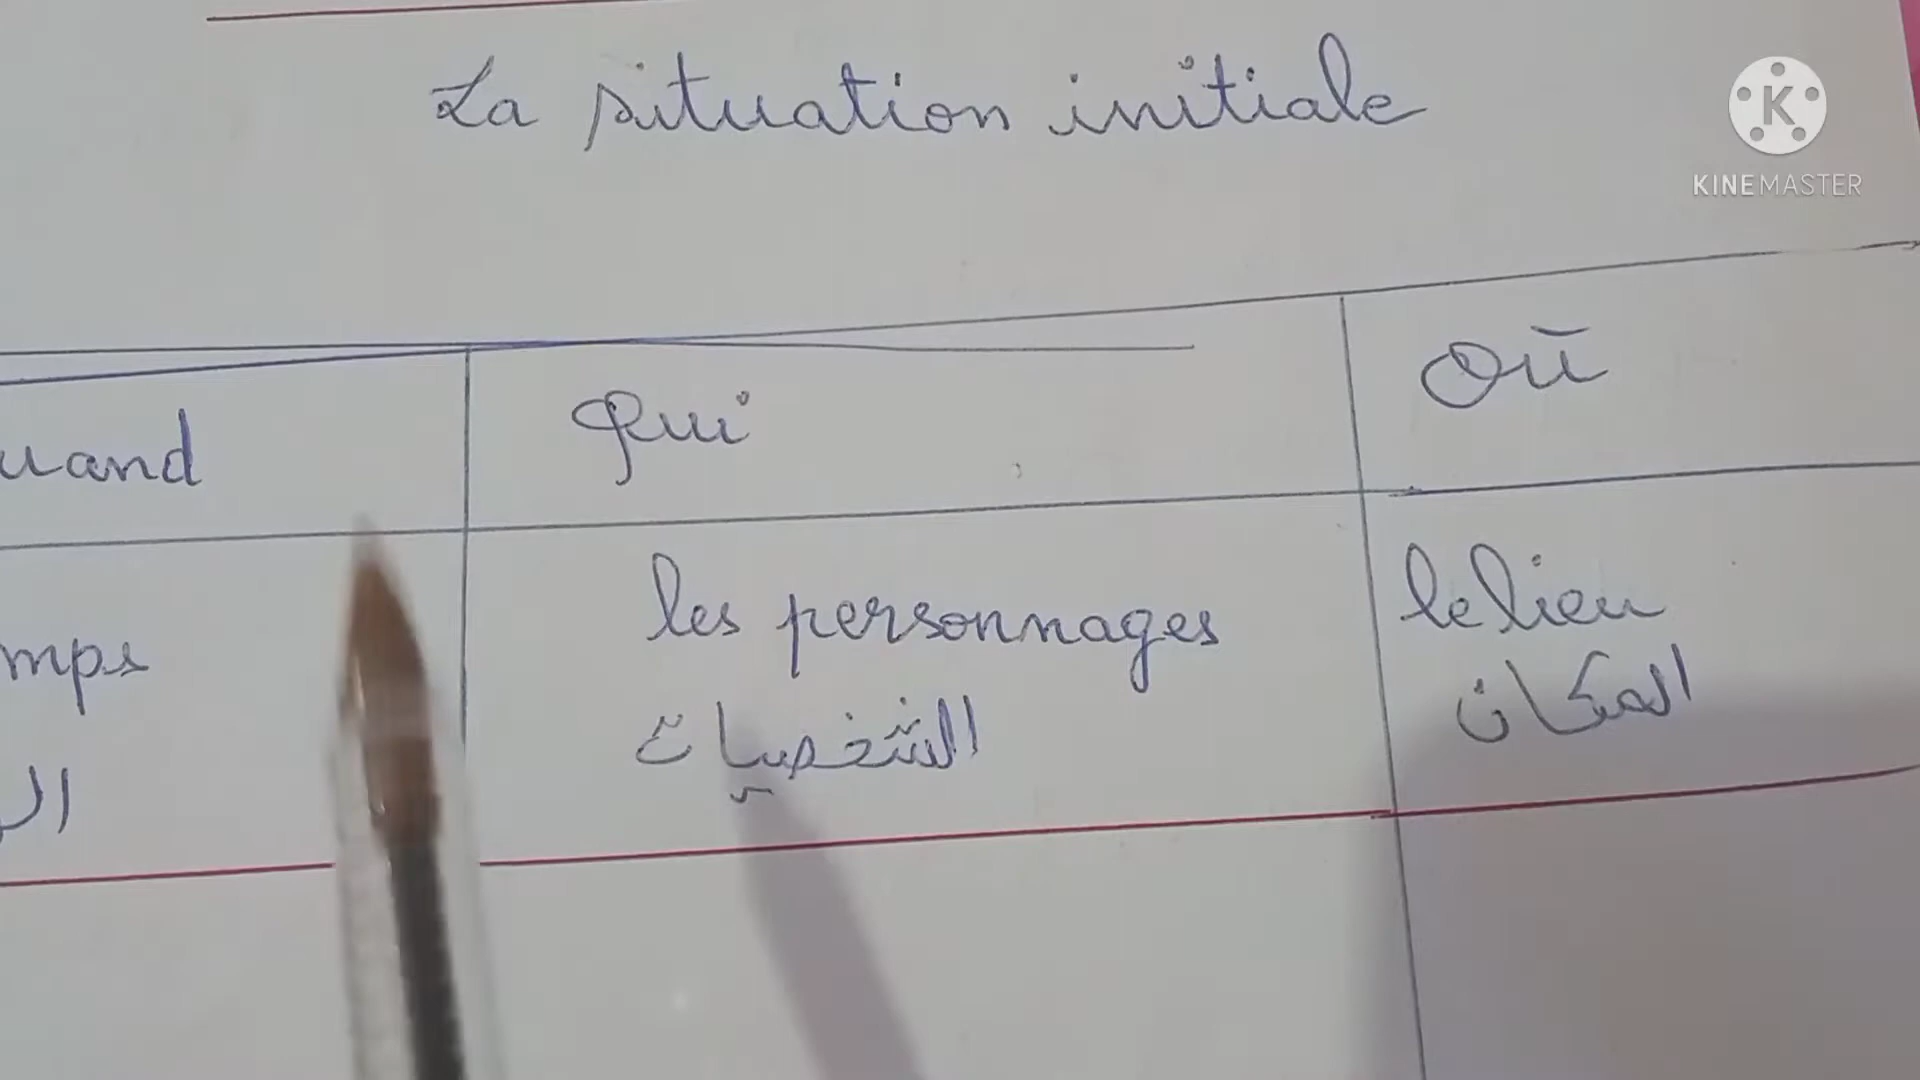 La situation initiale
KINEMASTER
uand
Qui
Où
mps
les personnages
le lieu
الشخصيات
المكان